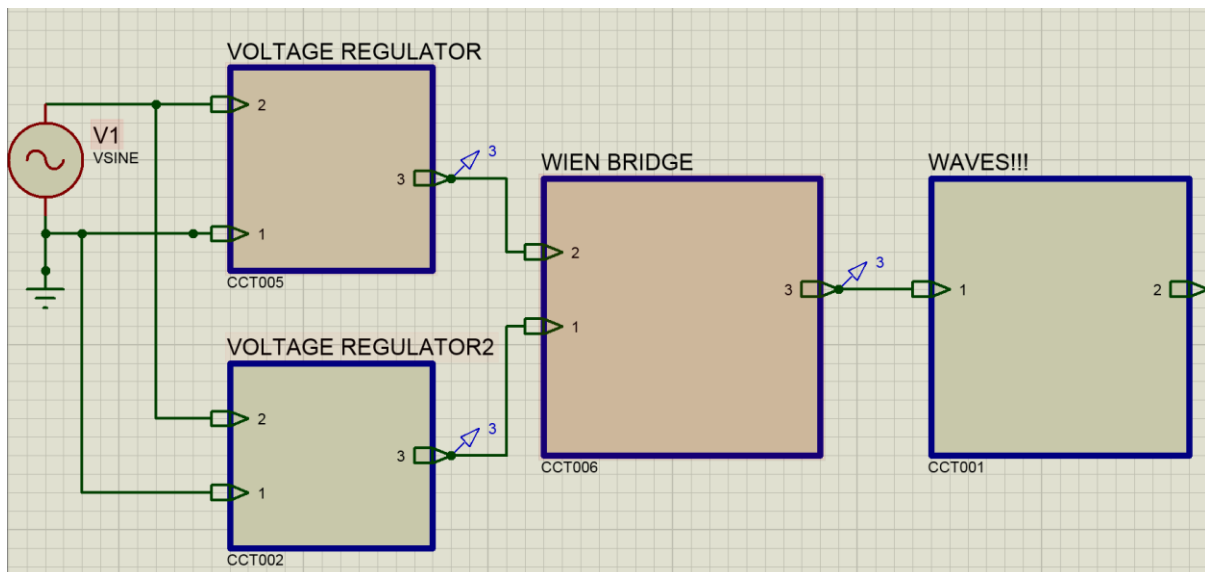 VOLTAGE REGULATOR
V1
VSINE
2
3
3
1
CCT005
VOLTAGE REGULATOR2
2
3
3
1
CCT002
WIEN BRIDGE
2
3
3
1
CCT006
WAVES!!!
1
2
CCT001